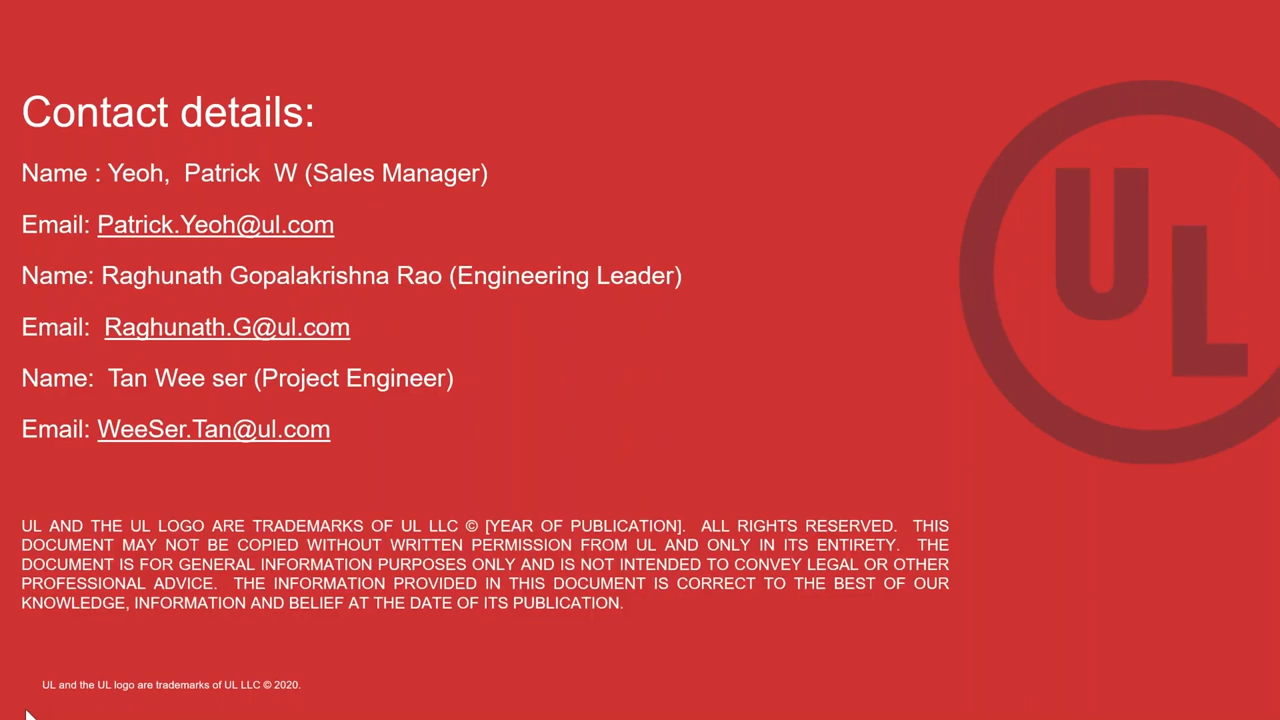 Contact details:
Name : Yeoh,  Patrick  W (Sales Manager)
Email: Patrick.Yeoh@ul.com
Name: Raghunath Gopalakrishna Rao (Engineering Leader)
Email:  Raghunath.G@ul.com
Name:  Tan Wee ser (Project Engineer)
Email: WeeSer.Tan@ul.com
UL
UL AND THE UL LOGO ARE TRADEMARKS OF UL LLC © [YEAR OF PUBLICATION].  ALL RIGHTS RESERVED.  THIS
DOCUMENT MAY NOT BE COPIED WITHOUT WRITTEN PERMISSION FROM UL AND ONLY IN ITS ENTIRETY.  THE
DOCUMENT IS FOR GENERAL INFORMATION PURPOSES ONLY AND IS NOT INTENDED TO CONVEY LEGAL OR OTHER
PROFESSIONAL ADVICE.  THE INFORMATION PROVIDED IN THIS DOCUMENT IS CORRECT TO THE BEST OF OUR
KNOWLEDGE, INFORMATION AND BELIEF AT THE DATE OF ITS PUBLICATION.
UL and the UL logo are trademarks of UL LLC © 2020.